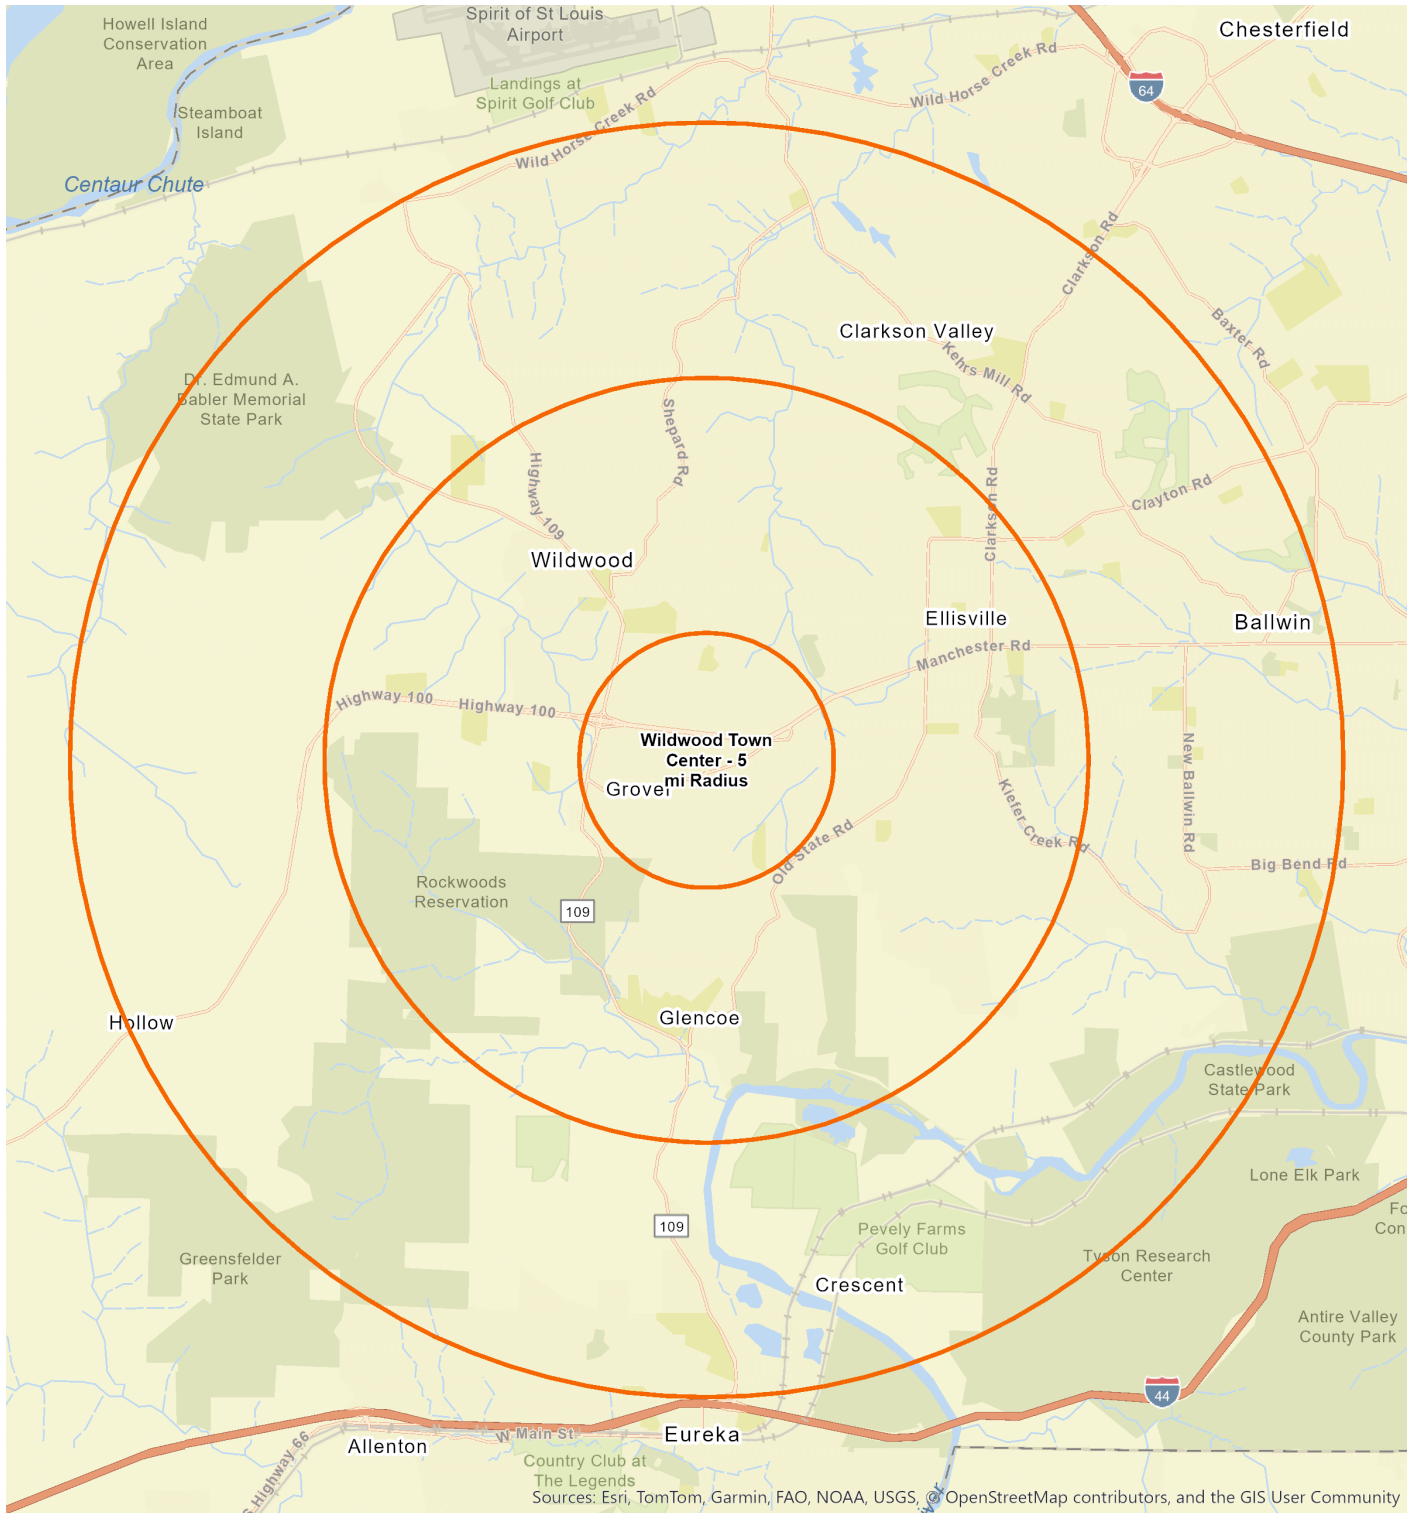 Howell Island
Conservation
Area
Spirit of St Louis
Airport
Chesterfield
Wild Horse Creek Rd
64
Landings at
Spirit Golf Club
Steamboat
Island
Wild Horse Creek Rd
Centaur Chute
Clarkson Rd
Clarkson Valley
Baxter Rd
Kehrs Mill Rd
Dr. Edmund A.
Babler Memorial
State Park
Shepard Rd
Highway 109
Clarkson Rd
Clayton Rd
Wildwood
Ellisville
Ballwin
Manchester Rd
Highway 100
Highway 100
Wildwood Town
Center - 5
mi Radius
Grover
New Ballwin Rd
Kiefer Creek Rd
Old State Rd
Big Bend Rd
Rockwoods
Reservation
109
Hollow
Glencoe
Castlewood
State Park
Lone Elk Park
109
Pevely Farms
Golf Club
Fo
Con
Greensfelder
Park
Tyson Research
Center
Crescent
Antire Valley
County Park
44
Eureka
W Main St
Allenton
S Highway 66
Country Club at
The Legends
Sources: Esri, TomTom, Garmin, FAO, NOAA, USGS, © OpenStreetMap contributors, and the GIS User Community